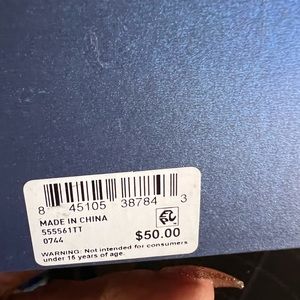 8 45105 38784 3
MADE IN CHINA
555561TT
0744
$50.00
WARNING: Not intended for consumers
under 16 years of age.